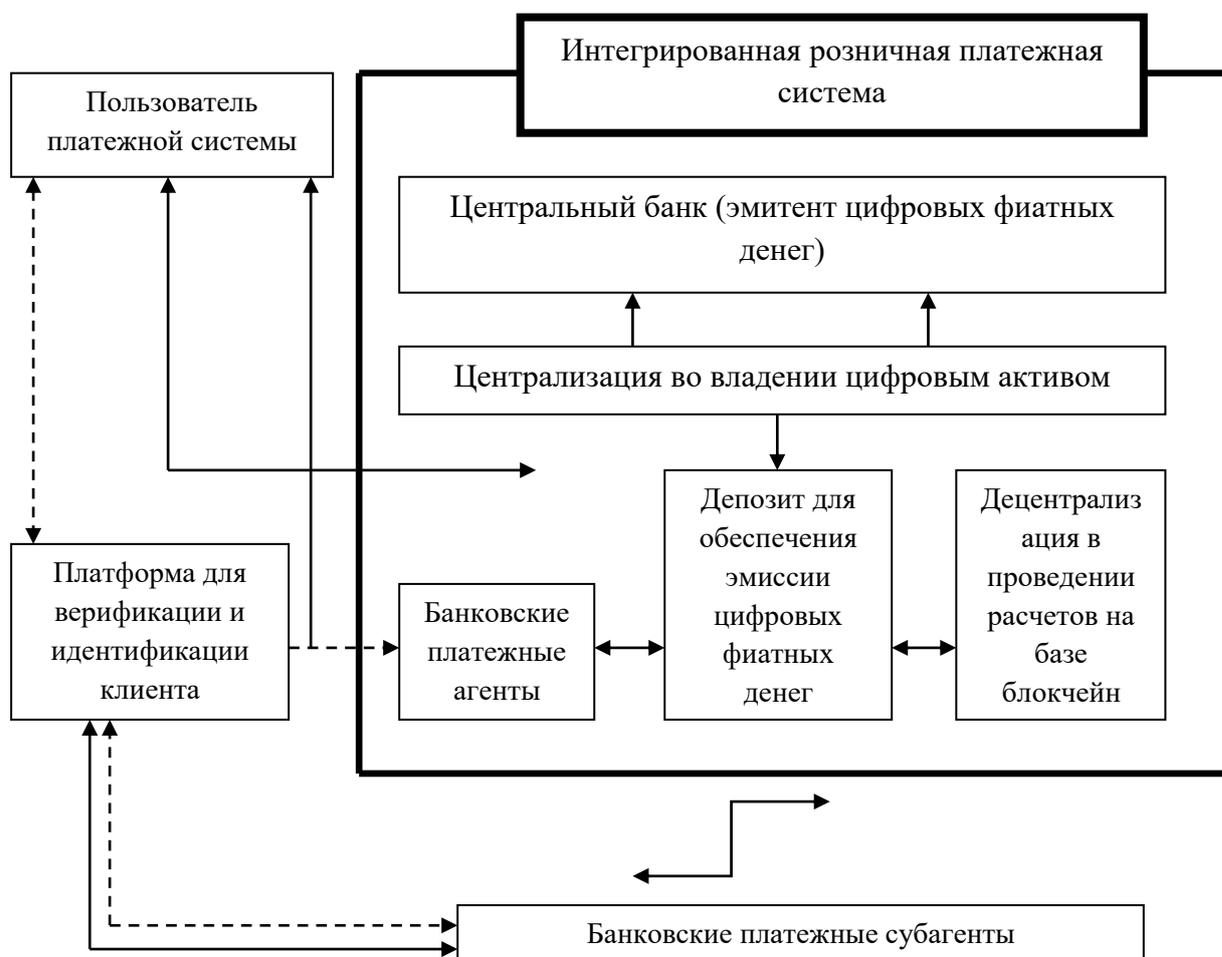 Интегрированная розничная платежная
система
Пользователь
платежной системы
Центральный банк (эмитент цифровых фиатных
денег)
Централизация во владении цифровым активом
Платформа для
верификации и
идентификации
клиента
Банковские
платежные
агенты
Депозит для
обеспечения
эмиссии
цифровых
фиатных
денег
Децентрализ
ация в
проведении
расчетов на
базе
блокчейн
Банковские платежные субагенты